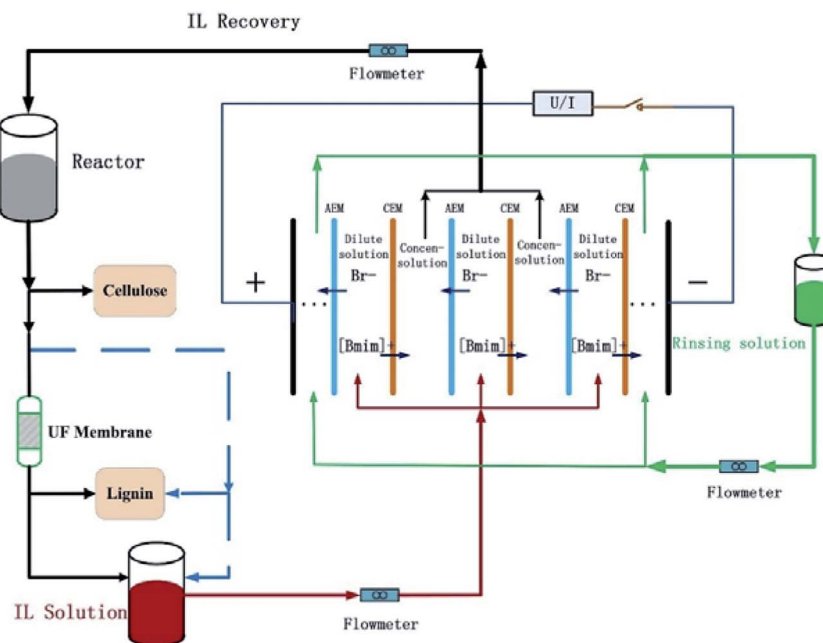 IL Recovery
Flowmeter
U/I
Reactor
AEM
CEM
AEM
CEM
AEM
CEM
Dilute
solution
Concen-
solution
Dilute
solution
Concen-
solution
Dilute
solution
+
Br-
Br-
Br-
−
...
...
Cellulose
[Bmim]+
[Bmim]+
[Bmim]+
Rinsing solution
UF Membrane
Lignin
Flowmeter
IL Solution
Flowmeter